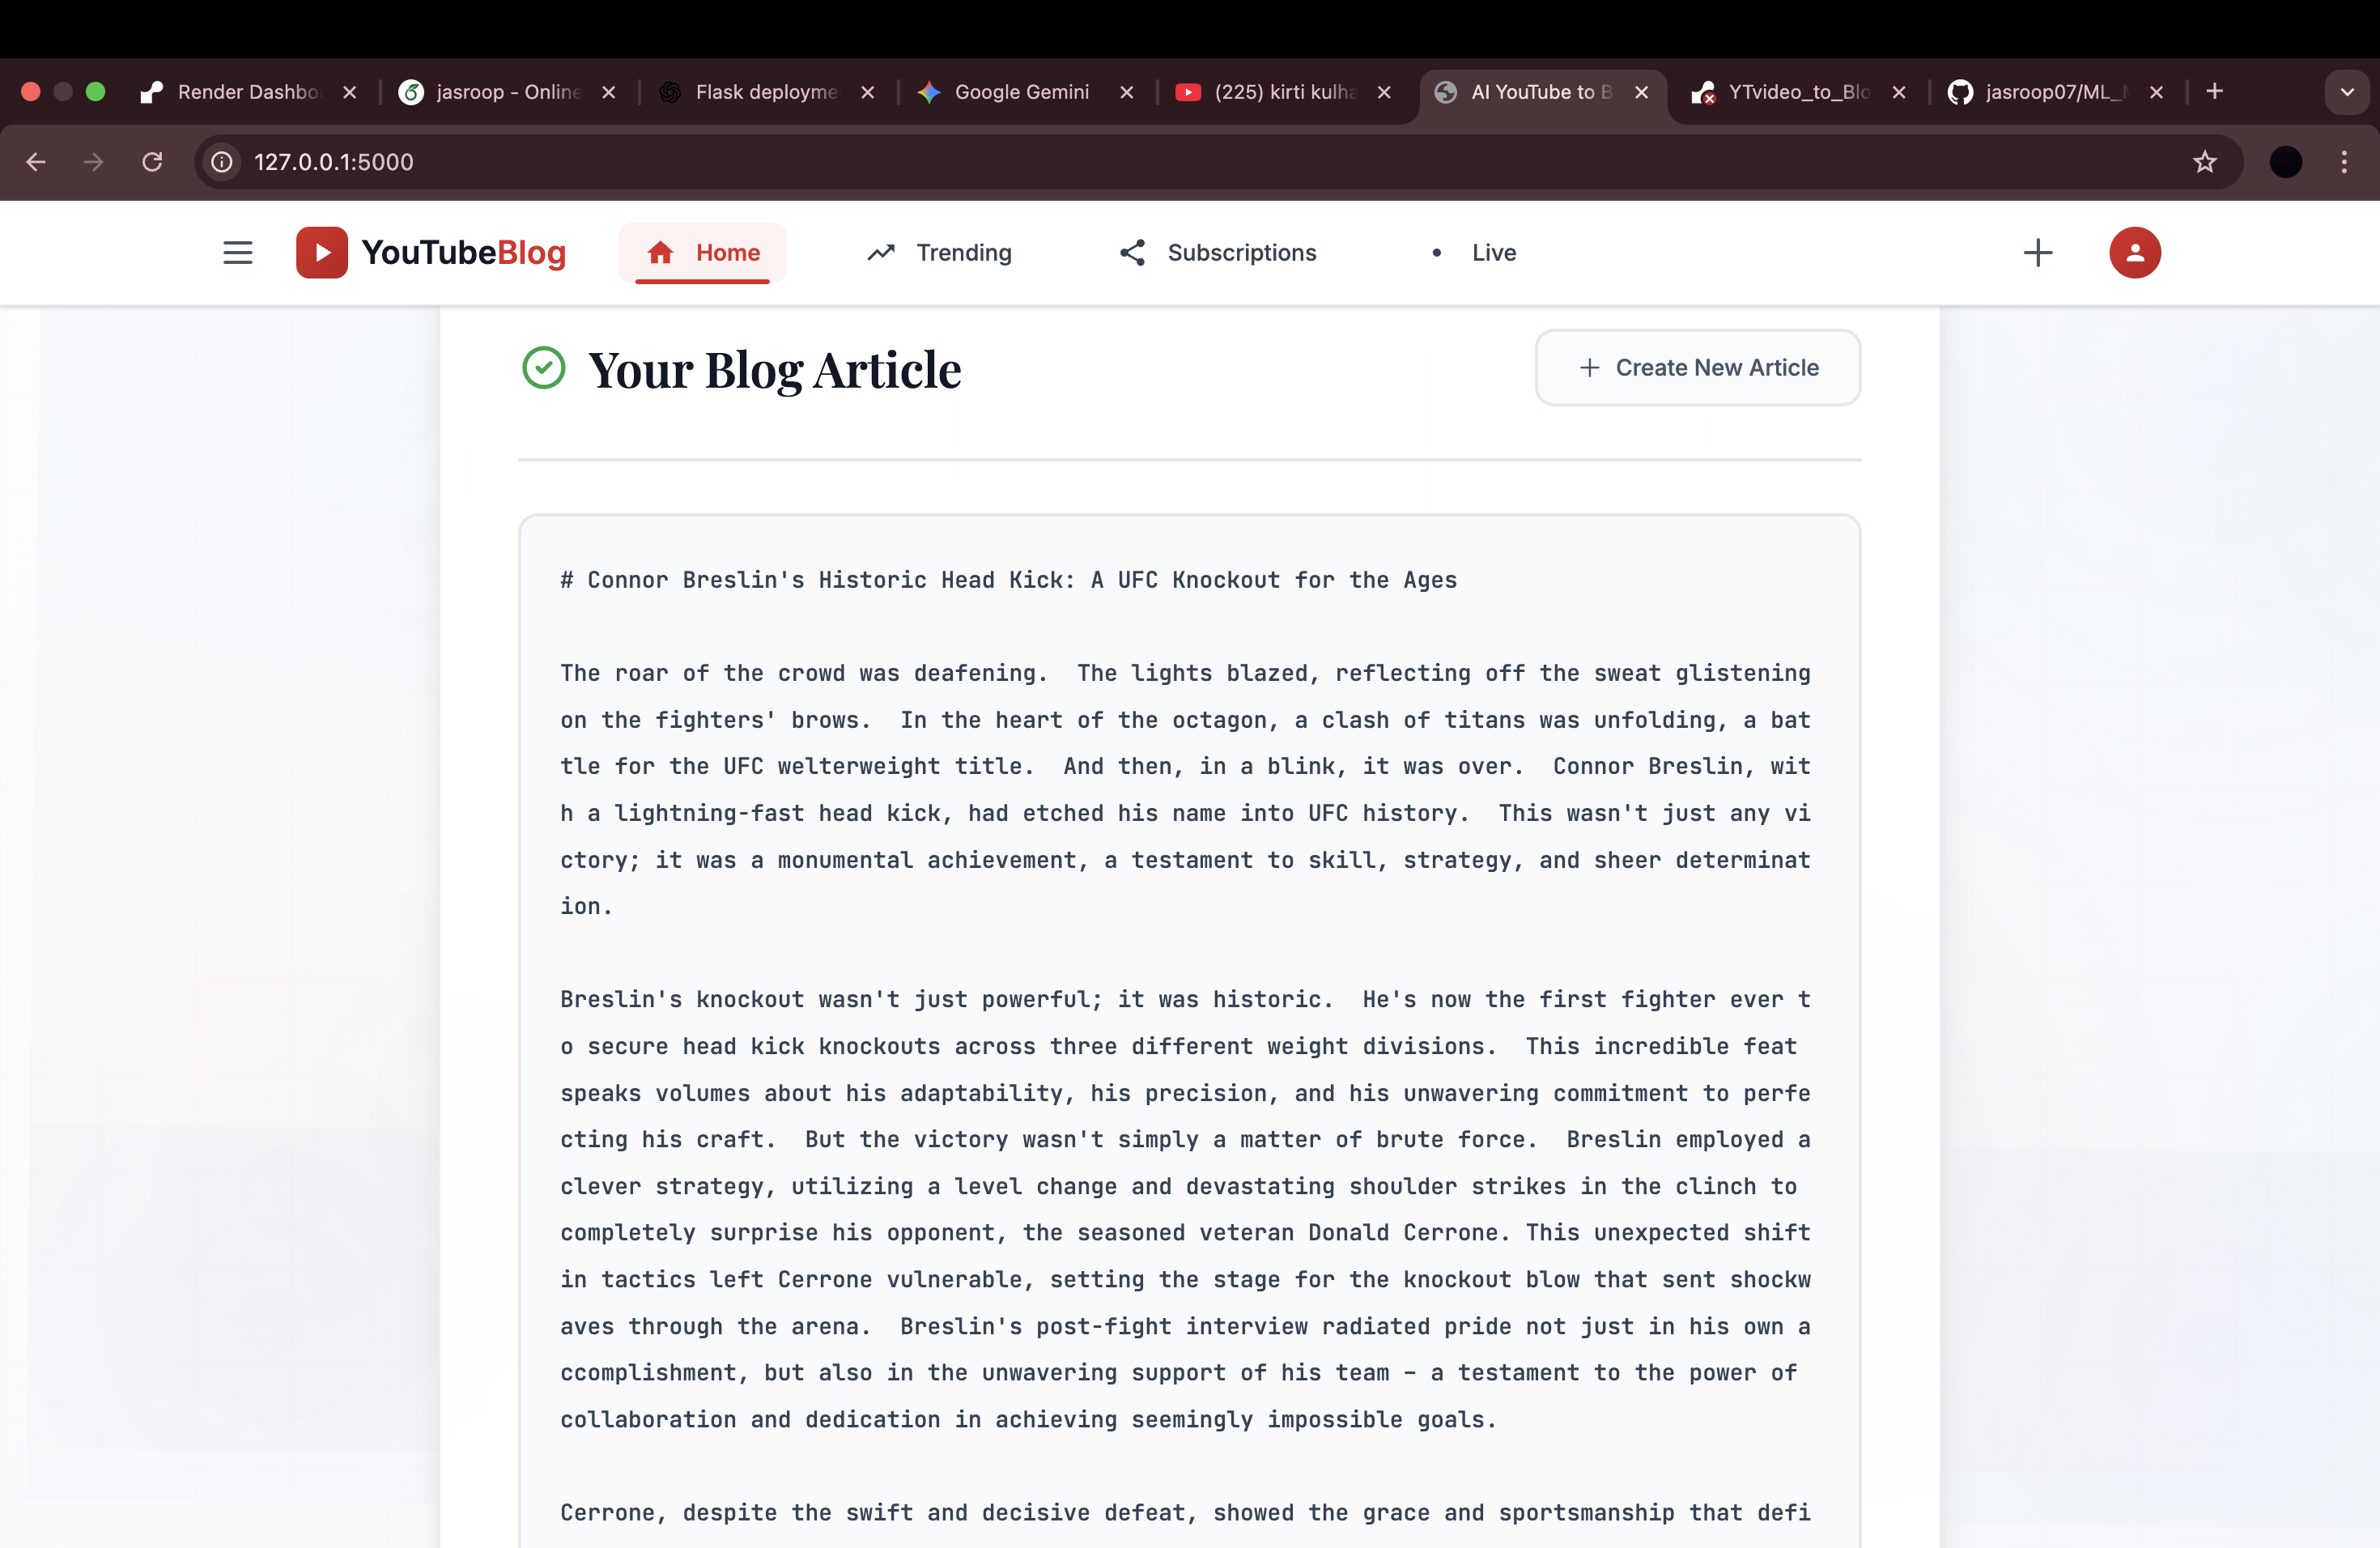 Render Dashbo
jasroop - Online
Flask deployme
Google Gemini
(225) kirti kulha
AI YouTube to B
YTvideo_to_Blo
jasroop07/ML_
127.0.0.1:5000
YouTubeBlog
Home
Trending
Subscriptions
Live
Your Blog Article
Create New Article
# Connor Breslin's Historic Head Kick: A UFC Knockout for the Ages
The roar of the crowd was deafening.  The lights blazed, reflecting off the sweat glistening
on the fighters' brows.  In the heart of the octagon, a clash of titans was unfolding, a bat
tle for the UFC welterweight title.  And then, in a blink, it was over.  Connor Breslin, wit
h a lightning-fast head kick, had etched his name into UFC history.  This wasn't just any vi
ctory; it was a monumental achievement, a testament to skill, strategy, and sheer determinat
ion.
Breslin's knockout wasn't just powerful; it was historic.  He's now the first fighter ever t
o secure head kick knockouts across three different weight divisions.  This incredible feat
speaks volumes about his adaptability, his precision, and his unwavering commitment to perfe
cting his craft.  But the victory wasn't simply a matter of brute force.  Breslin employed a
clever strategy, utilizing a level change and devastating shoulder strikes in the clinch to
completely surprise his opponent, the seasoned veteran Donald Cerrone. This unexpected shift
in tactics left Cerrone vulnerable, setting the stage for the knockout blow that sent shockw
aves through the arena.  Breslin's post-fight interview radiated pride not just in his own a
ccomplishment, but also in the unwavering support of his team – a testament to the power of
collaboration and dedication in achieving seemingly impossible goals.
Cerrone, despite the swift and decisive defeat, showed the grace and sportsmanship that defi